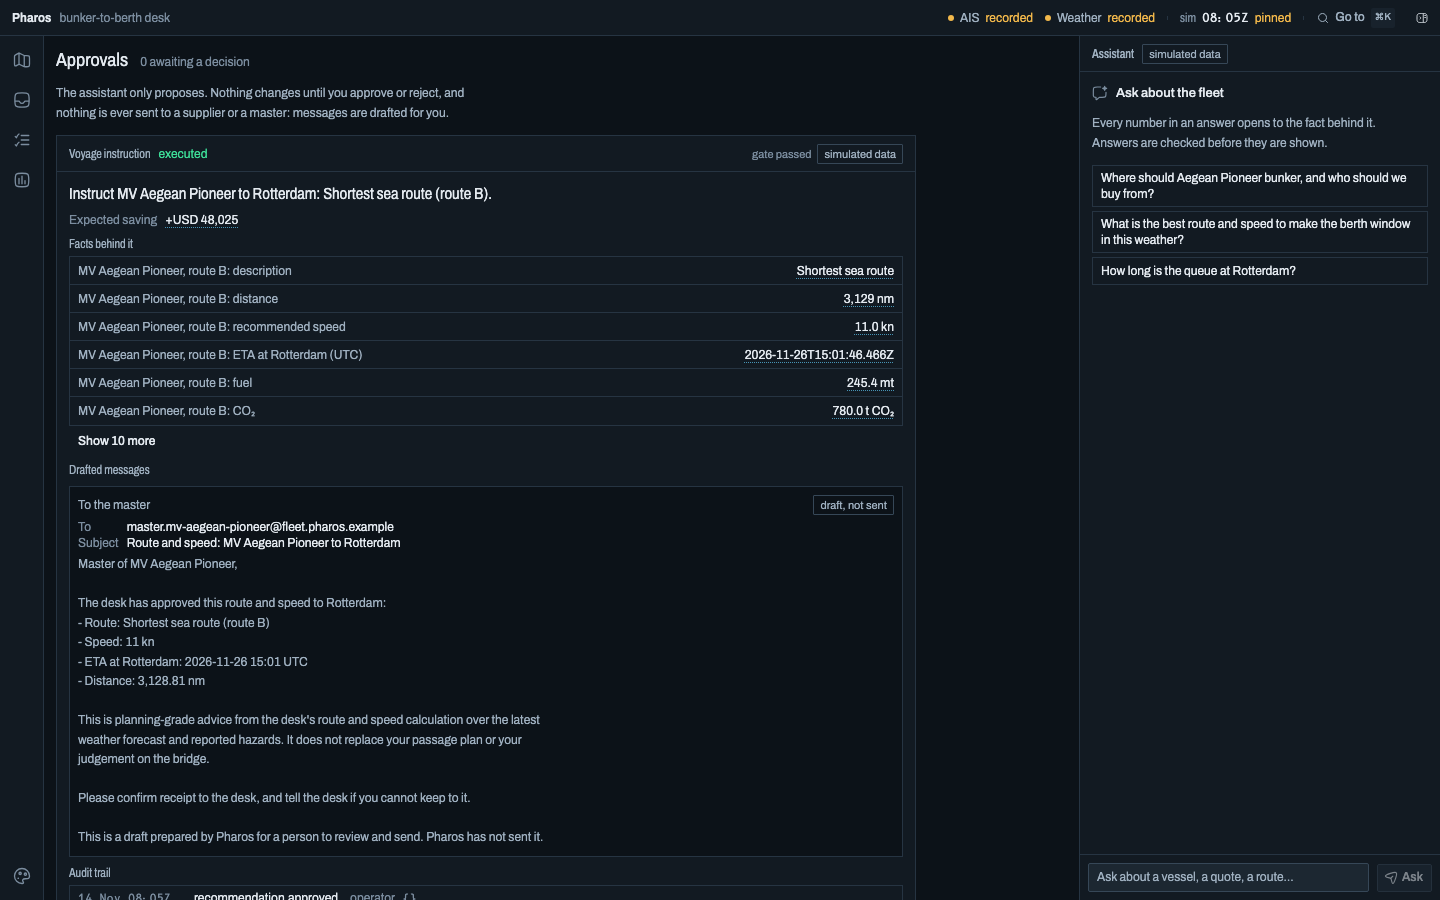 Pharos bunker-to-berth desk
AIS recorded Weather recorded sim 08:05Z pinned Go to ⌘K
Approvals 0 awaiting a decision
The assistant only proposes. Nothing changes until you approve or reject, and
nothing is ever sent to a supplier or a master: messages are drafted for you.
Voyage instruction executed gate passed simulated data
Instruct MV Aegean Pioneer to Rotterdam: Shortest sea route (route B).
Expected saving +USD 48,025
Facts behind it
MV Aegean Pioneer, route B: description Shortest sea route
MV Aegean Pioneer, route B: distance 3,129 nm
MV Aegean Pioneer, route B: recommended speed 11.0 kn
MV Aegean Pioneer, route B: ETA at Rotterdam (UTC) 2026-11-26T15:01:46.466Z
MV Aegean Pioneer, route B: fuel 245.4 mt
MV Aegean Pioneer, route B: CO₂ 780.0 t CO₂
Show 10 more
Drafted messages
To the master draft, not sent
To master.mv-aegean-pioneer@fleet.pharos.example
Subject Route and speed: MV Aegean Pioneer to Rotterdam
Master of MV Aegean Pioneer,
The desk has approved this route and speed to Rotterdam:
- Route: Shortest sea route (route B)
- Speed: 11 kn
- ETA at Rotterdam: 2026-11-26 15:01 UTC
- Distance: 3,128.81 nm
This is planning-grade advice from the desk's route and speed calculation over the latest
weather forecast and reported hazards. It does not replace your passage plan or your
judgement on the bridge.
Please confirm receipt to the desk, and tell the desk if you cannot keep to it.
This is a draft prepared by Pharos for a person to review and send. Pharos has not sent it.
Audit trail
14 Nov 08:05Z recommendation approved operator {}
Assistant simulated data
Ask about the fleet
Every number in an answer opens to the fact behind it.
Answers are checked before they are shown.
Where should Aegean Pioneer bunker, and who should we
buy from?
What is the best route and speed to make the berth window
in this weather?
How long is the queue at Rotterdam?
Ask about a vessel, a quote, a route... Ask